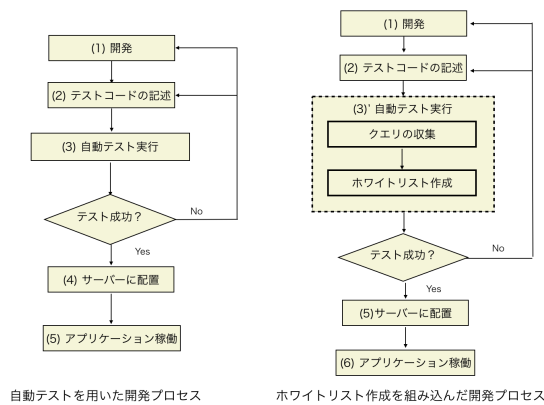 (1) 開発
(2) テストコードの記述
(3) 自動テスト実行
テスト成功？
No
Yes
(4) サーバーに配置
(5) アプリケーション稼働
自動テストを用いた開発プロセス
(1) 開発
(2) テストコードの記述
(3)' 自動テスト実行
クエリの収集
ホワイトリスト作成
テスト成功？
No
Yes
(5)サーバーに配置
(6) アプリケーション稼働
ホワイトリスト作成を組み込んだ開発プロセス